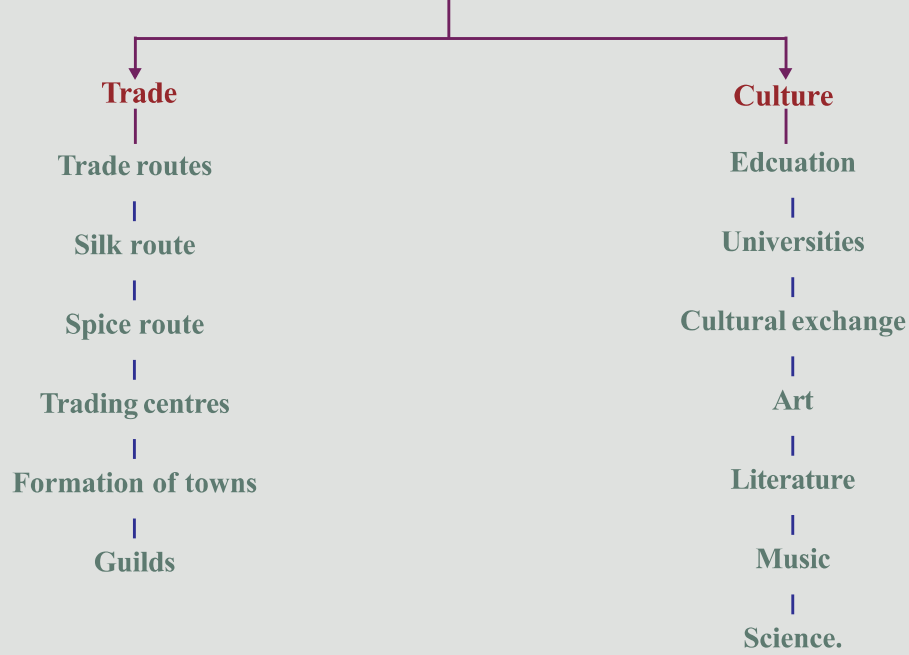 Trade
Trade routes
Silk route
Spice route
Trading centres
Formation of towns
Guilds
Culture
Edcuation
Universities
Cultural exchange
Art
Literature
Music
Science.